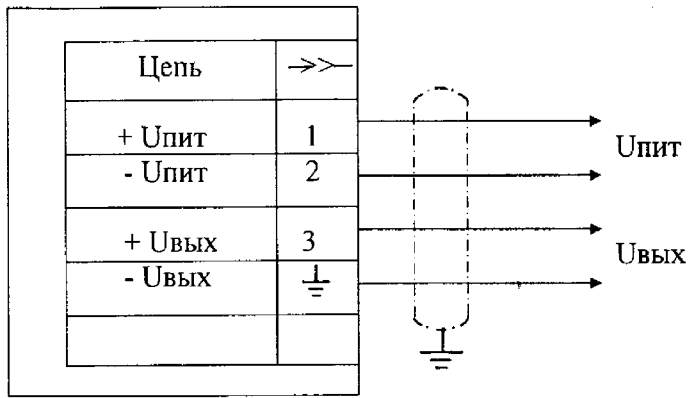 Цепь
+ Uпит 1
- Uпит 2
+ Uвых 3
- Uвых
Uпит
Uвых